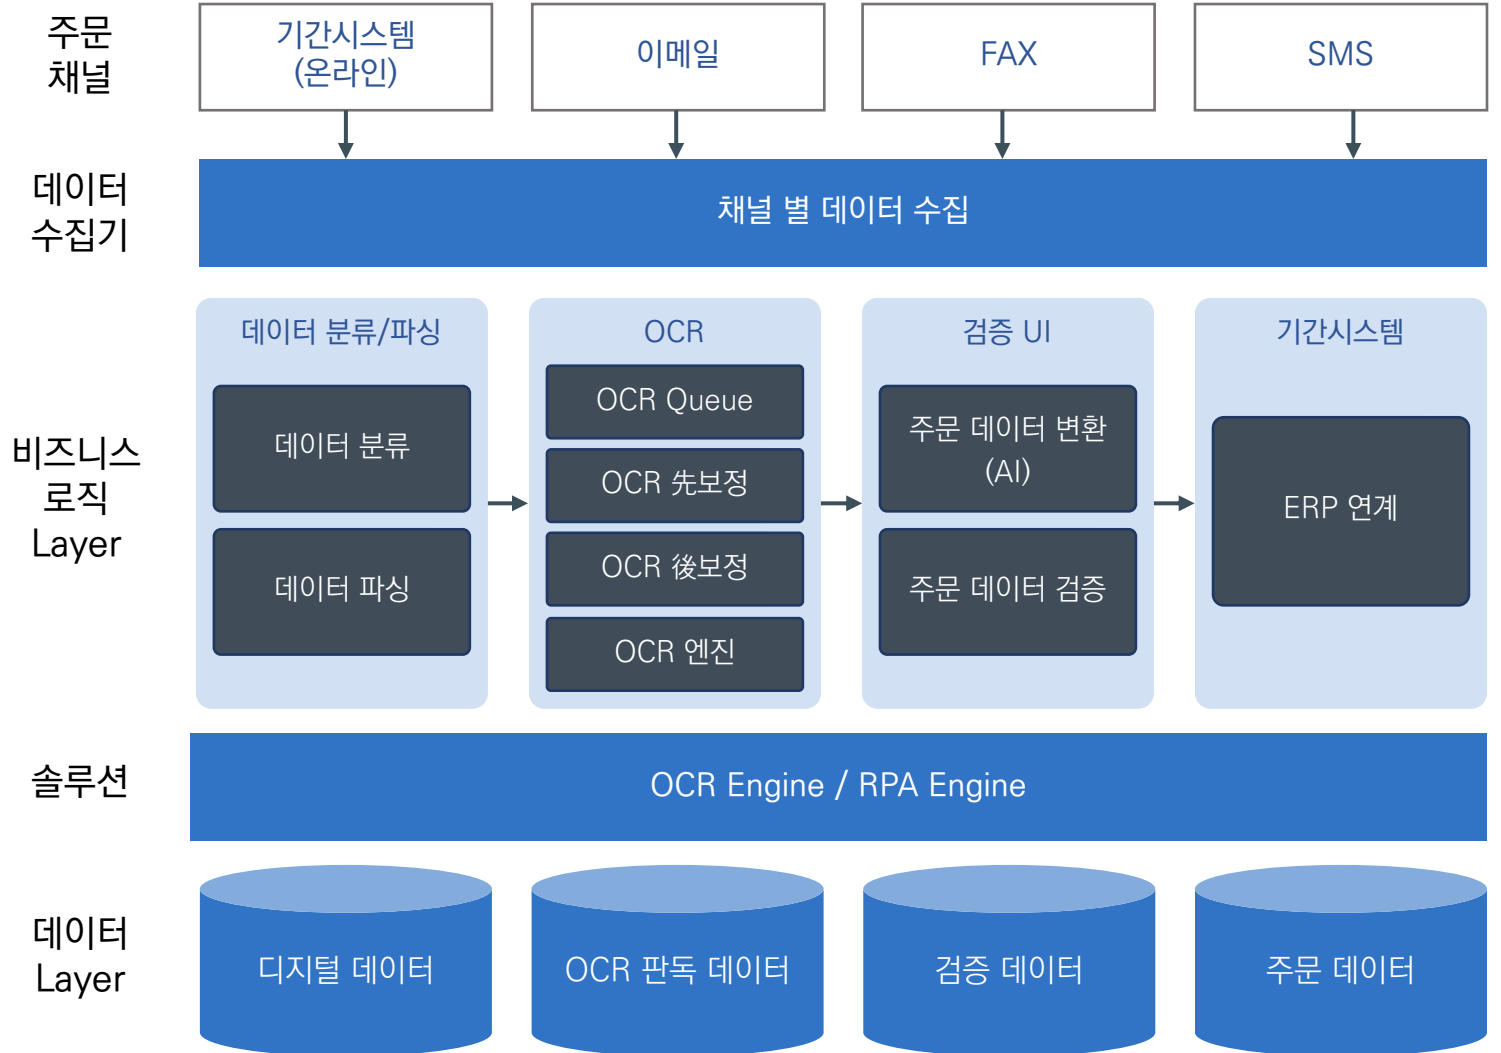 주문
채널
기간시스템
(온라인)
이메일
FAX
SMS
데이터
수집기
채널 별 데이터 수집
비즈니스
로직
Layer
데이터 분류/파싱
데이터 분류
데이터 파싱
OCR
OCR Queue
OCR 先보정
OCR 後보정
OCR 엔진
검증 UI
주문 데이터 변환
(AI)
주문 데이터 검증
기간시스템
ERP 연계
솔루션
OCR Engine / RPA Engine
데이터
Layer
디지털 데이터
OCR 판독 데이터
검증 데이터
주문 데이터